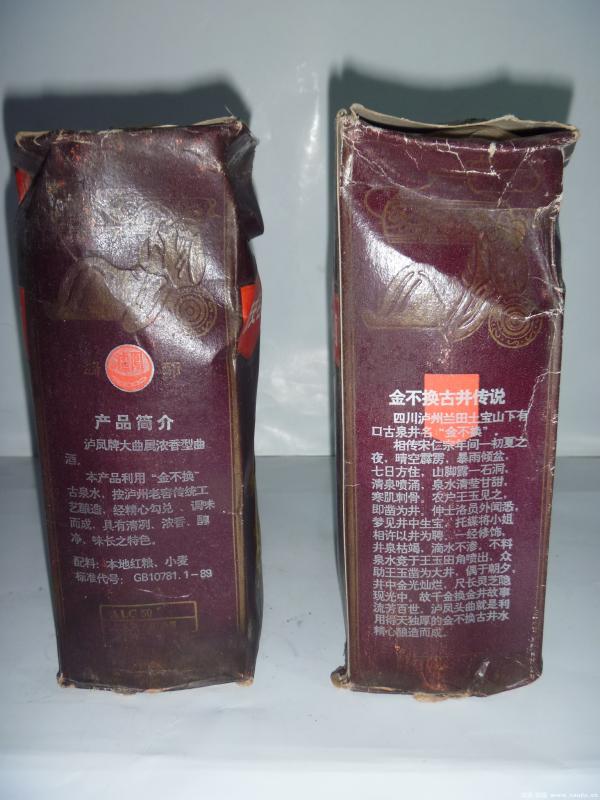 产品简介
泸凤牌大曲属浓香型曲
酒。
本产品利用“金不换”
古泉水，按泸州老窖传统工
艺酿造，经精心勾兑、调味
而成，具有清冽、浓香、醇
净、味长之特色。
配料：本地红粮、小麦
标准代号：GB10781.1－89
ALC 50
金不换古井传说
四川泸州兰田土宝山下有
口古泉井名“金不换”。
相传宋仁宗年间一初夏之
夜，晴空霹雳，暴雨倾盆，
七日方住，山脚露一石洞，
清泉喷涌，泉水清莹甘甜，
寒肌刺骨。农户王玉见之，
即凿为井。伸士洛员外闻悉，
梦见井中生宝，托媒将小姐
相许以井为聘，一经修饰，
井泉枯竭，滴水不渗，不料
泉水竟于王玉田角喷出，众
助王玉凿为大井，偶于朝夕，
井中金光灿烂，尺长灵芝隐
现光中。故千金换金井故事
流芳百世，泸凤头曲就是利
用得天独厚的金不换古井水
精心酿造而成。